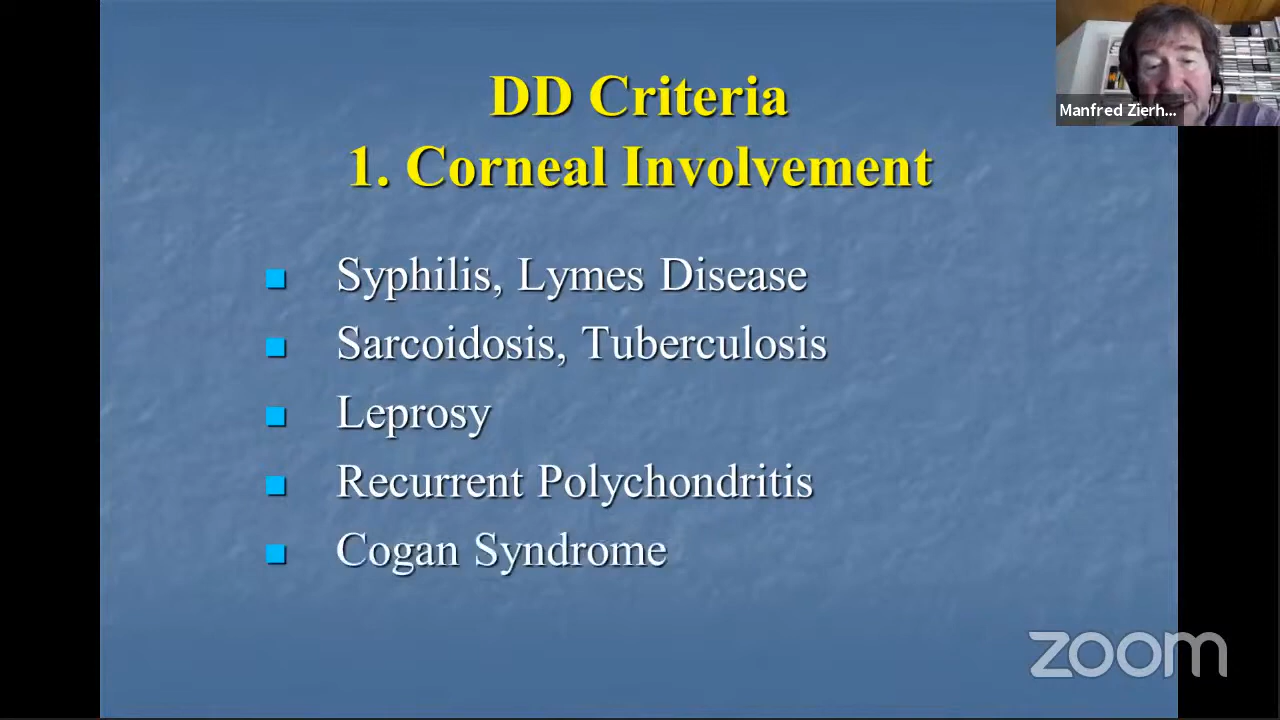 DD Criteria
1. Corneal Involvement
Manfred Zierh...
Syphilis, Lymes Disease
Sarcoidosis, Tuberculosis
Leprosy
Recurrent Polychondritis
Cogan Syndrome
zoom